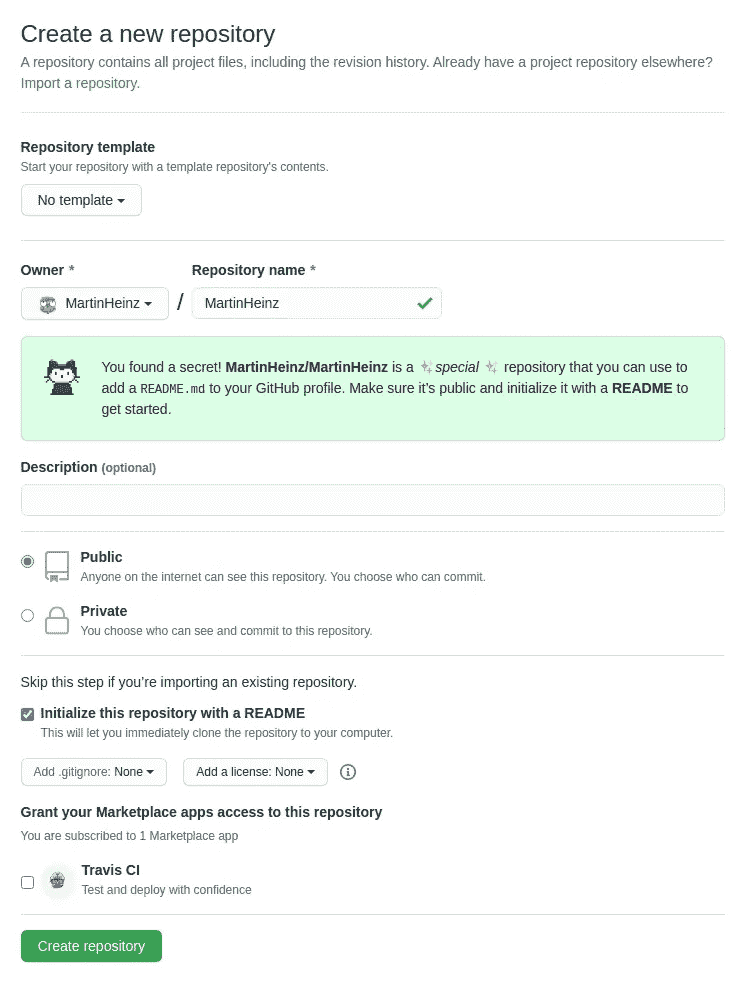 Create a new repository
A repository contains all project files, including the revision history. Already have a project repository elsewhere?
Import a repository.
Repository template
Start your repository with a template repository's contents.
No template
Owner * Repository name *
MartinHeinz / MartinHeinz
You found a secret! MartinHeinz/MartinHeinz is a ✨special ✨ repository that you can use to
add a README.md to your GitHub profile. Make sure it's public and initialize it with a README to
get started.
Description (optional)
Public
Anyone on the internet can see this repository. You choose who can commit.
Private
You choose who can see and commit to this repository.
Skip this step if you're importing an existing repository.
Initialize this repository with a README
This will let you immediately clone the repository to your computer.
Add .gitignore: None Add a license: None
Grant your Marketplace apps access to this repository
You are subscribed to 1 Marketplace app
Travis CI
Test and deploy with confidence
Create repository